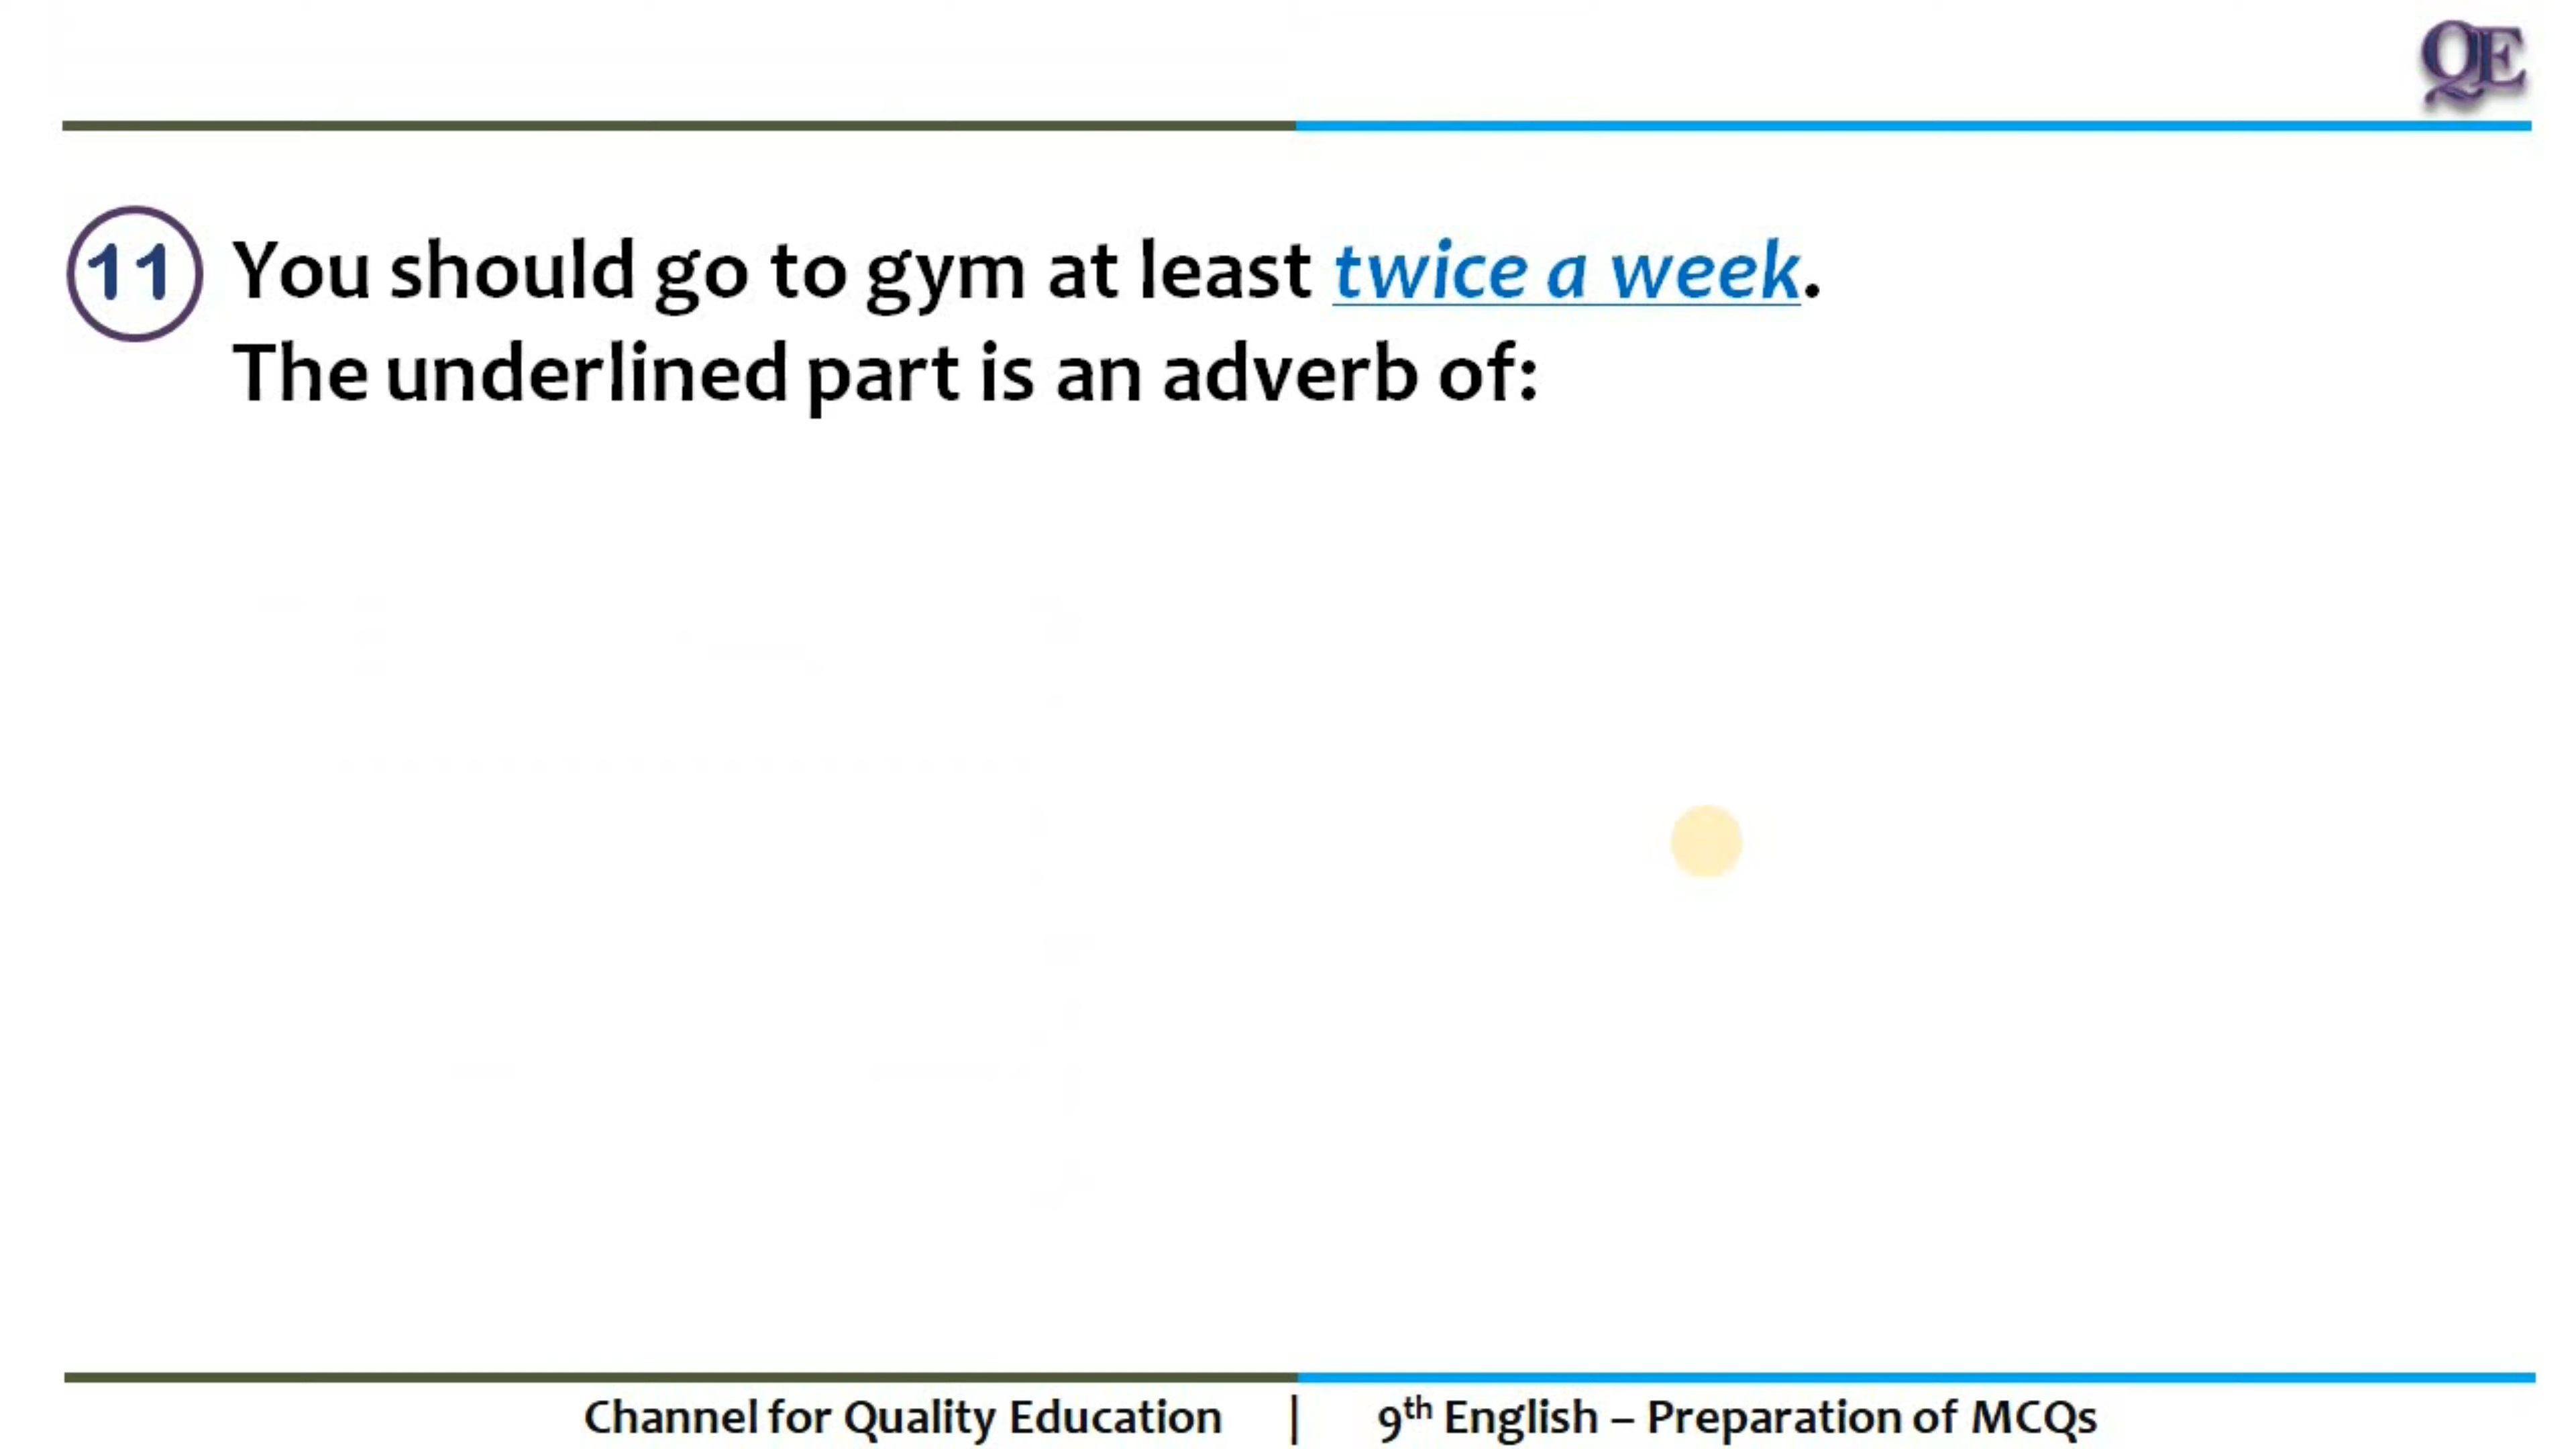 QE
11 You should go to gym at least twice a week.
The underlined part is an adverb of:
Channel for Quality Education | 9th English – Preparation of MCQs